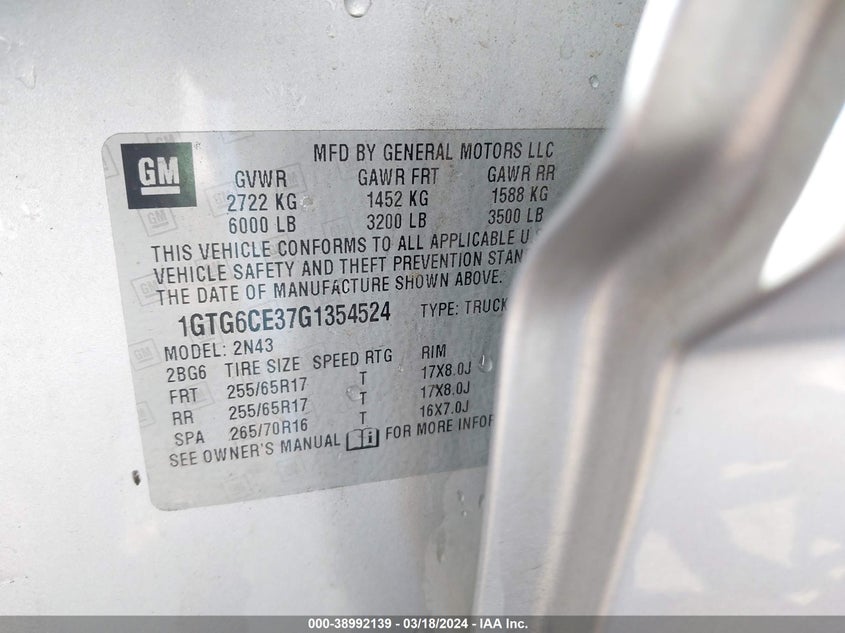 GM
MFD BY GENERAL MOTORS LLC
GVWR GAWR FRT GAWR RR
2722 KG 1452 KG 1588 KG
6000 LB 3200 LB 3500 LB
THIS VEHICLE CONFORMS TO ALL APPLICABLE U.S.
VEHICLE SAFETY AND THEFT PREVENTION STAN
THE DATE OF MANUFACTURE SHOWN ABOVE.
1GTG6CE37G1354524 TYPE: TRUCK
MODEL: 2N43
2BG6 TIRE SIZE SPEED RTG RIM
FRT 255/65R17 T 17X8.0J
RR 255/65R17 T 17X8.0J
SPA 265/70R16 T 16X7.0J
SEE OWNER'S MANUAL FOR MORE INFOR
000-38992139 - 03/18/2024 - IAA Inc.